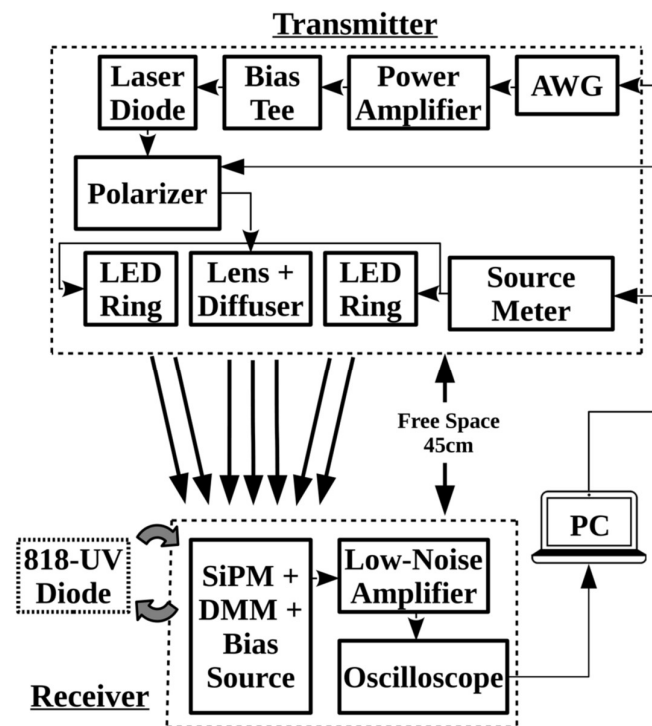 Transmitter
Laser
Diode
Bias
Tee
Power
Amplifier
AWG
Polarizer
LED
Ring
Lens +
Diffuser
LED
Ring
Source
Meter
Free Space
45cm
PC
818-UV
Diode
SiPM +
DMM +
Bias
Source
Low-Noise
Amplifier
Oscilloscope
Receiver